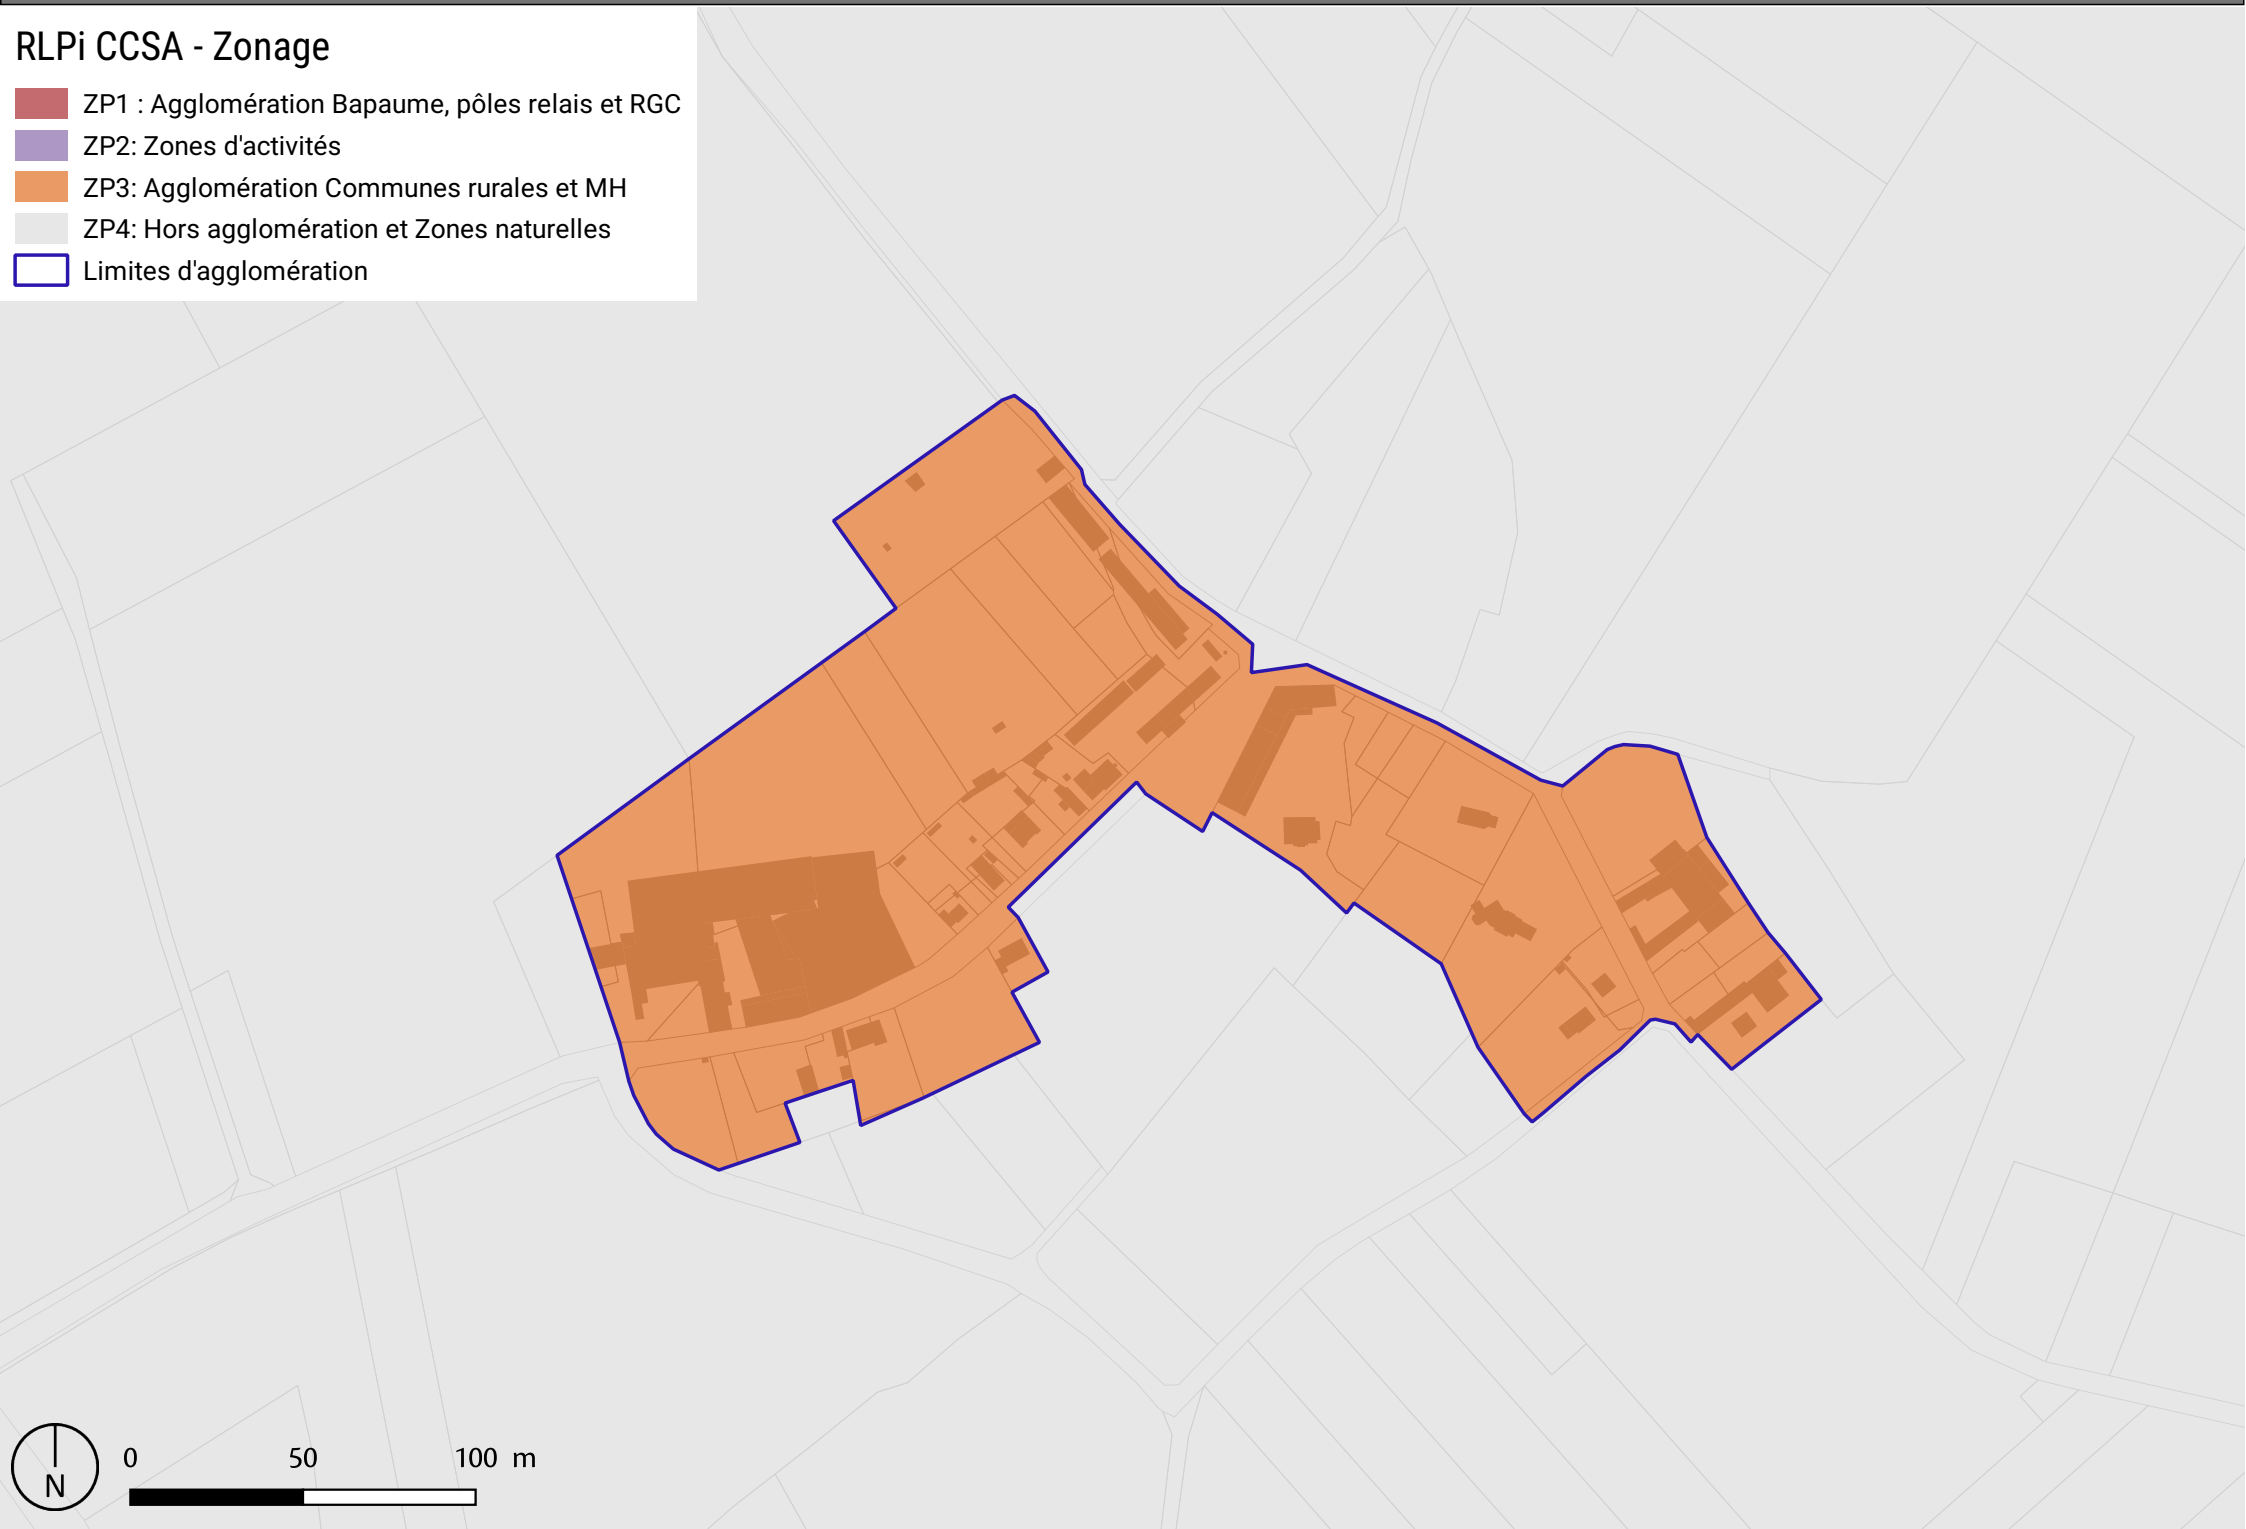 RLPi CCSA - Zonage
ZP1 : Agglomération Bapaume, pôles relais et RGC
ZP2: Zones d'activités
ZP3: Agglomération Communes rurales et MH
ZP4: Hors agglomération et Zones naturelles
Limites d'agglomération
0 50 100 m
N